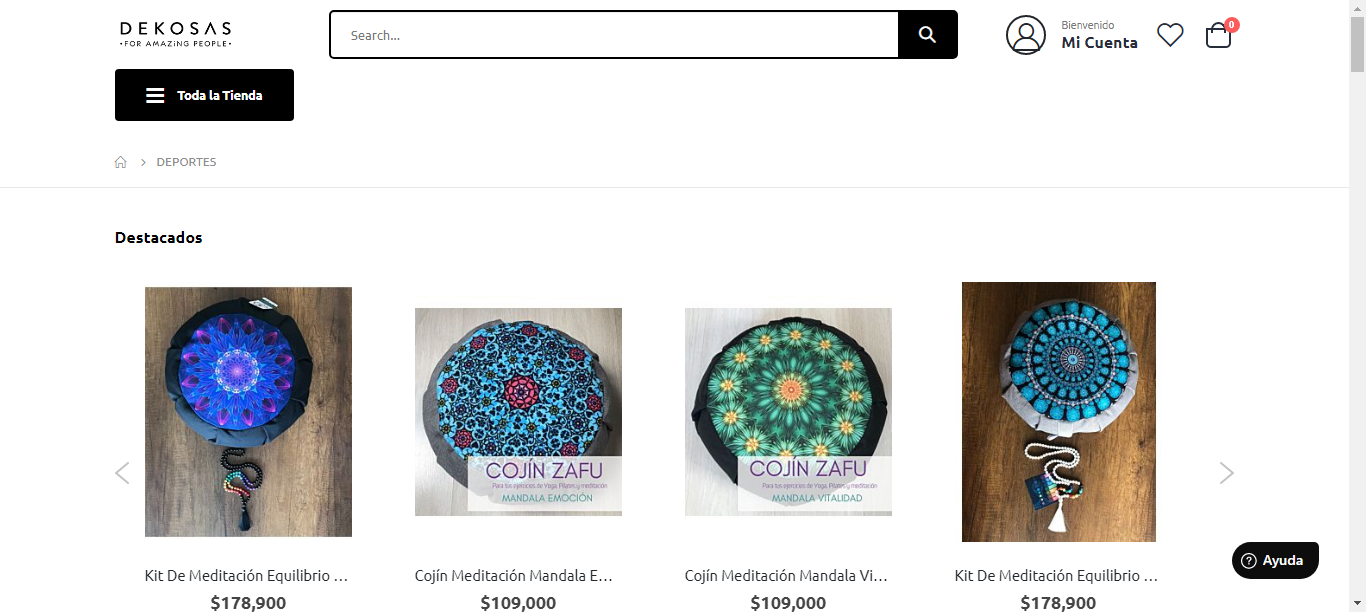 DEKOSAS
•FOR AMAZING PEOPLE•
Search...
Bienvenido
Mi Cuenta
0
Toda la Tienda
DEPORTES
Destacados
COJÍN ZAFU
Para tus ejercicios de Yoga, Pilates y meditación
MANDALA EMOCIÓN
COJÍN ZAFU
Para tus ejercicios de Yoga, Pilates y meditación
MANDALA VITALIDAD
Kit De Meditación Equilibrio ...
$178,900
Cojín Meditación Mandala E...
$109,000
Cojín Meditación Mandala Vi...
$109,000
Kit De Meditación Equilibrio ...
$178,900
? Ayuda